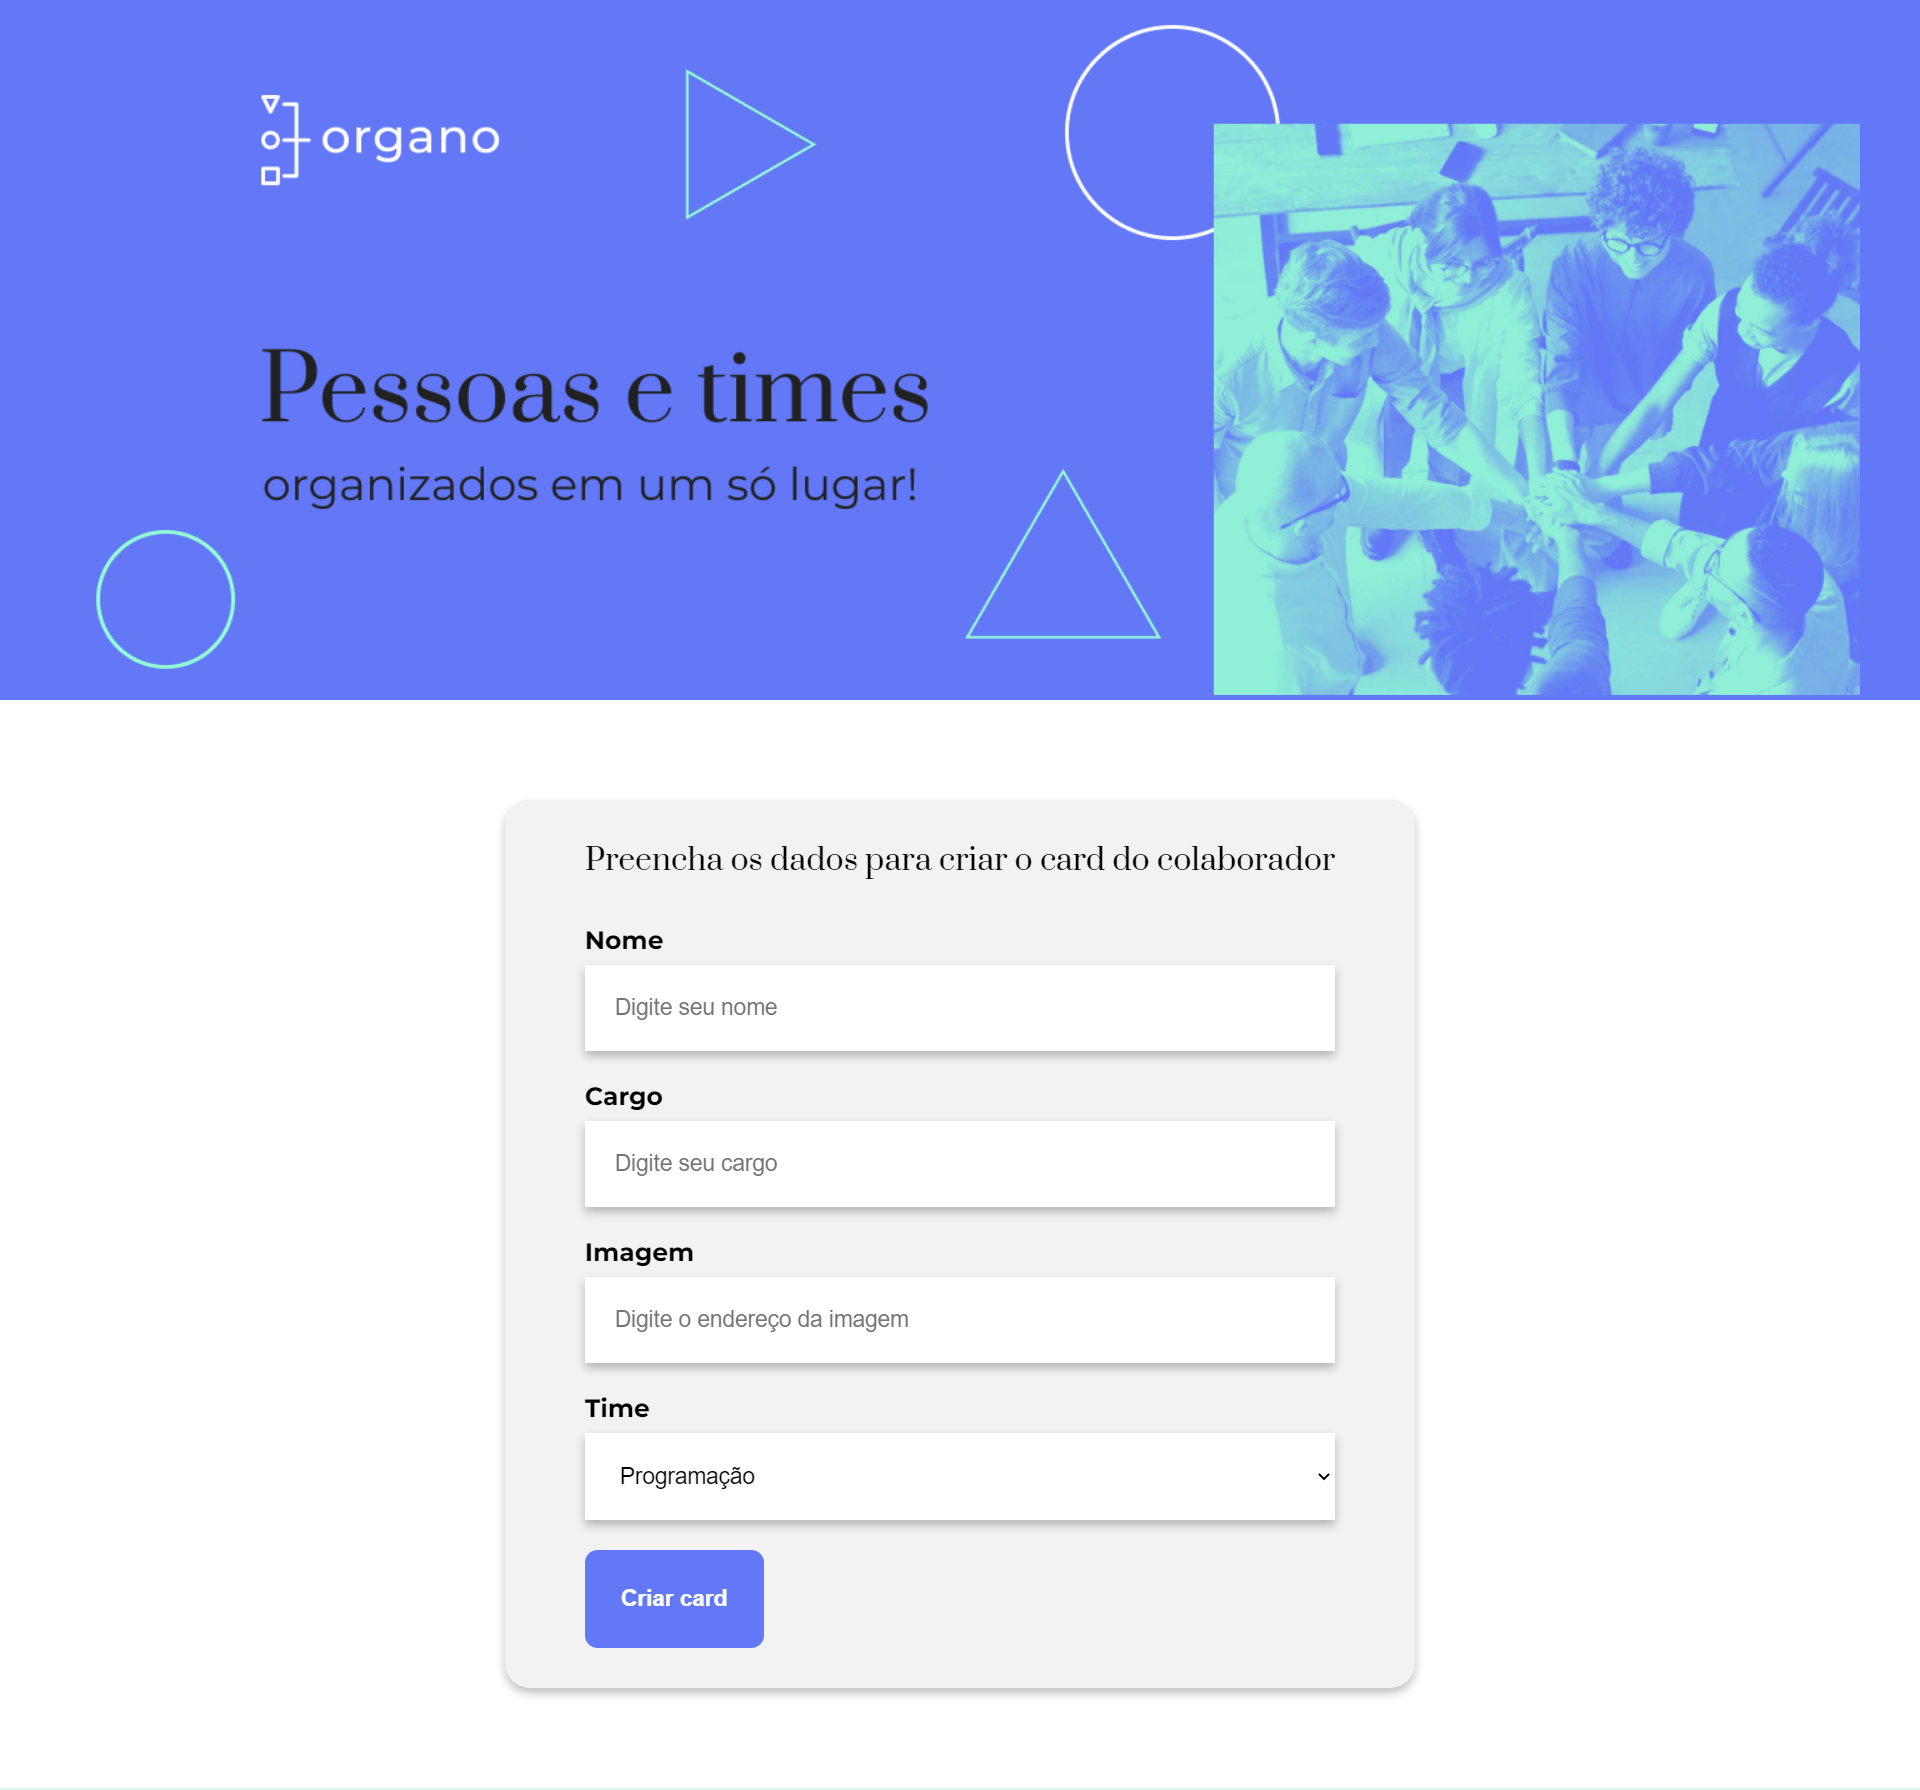 organo
Pessoas e times
organizados em um só lugar!
Preencha os dados para criar o card do colaborador
Nome
Digite seu nome
Cargo
Digite seu cargo
Imagem
Digite o endereço da imagem
Time
Programação
Criar card